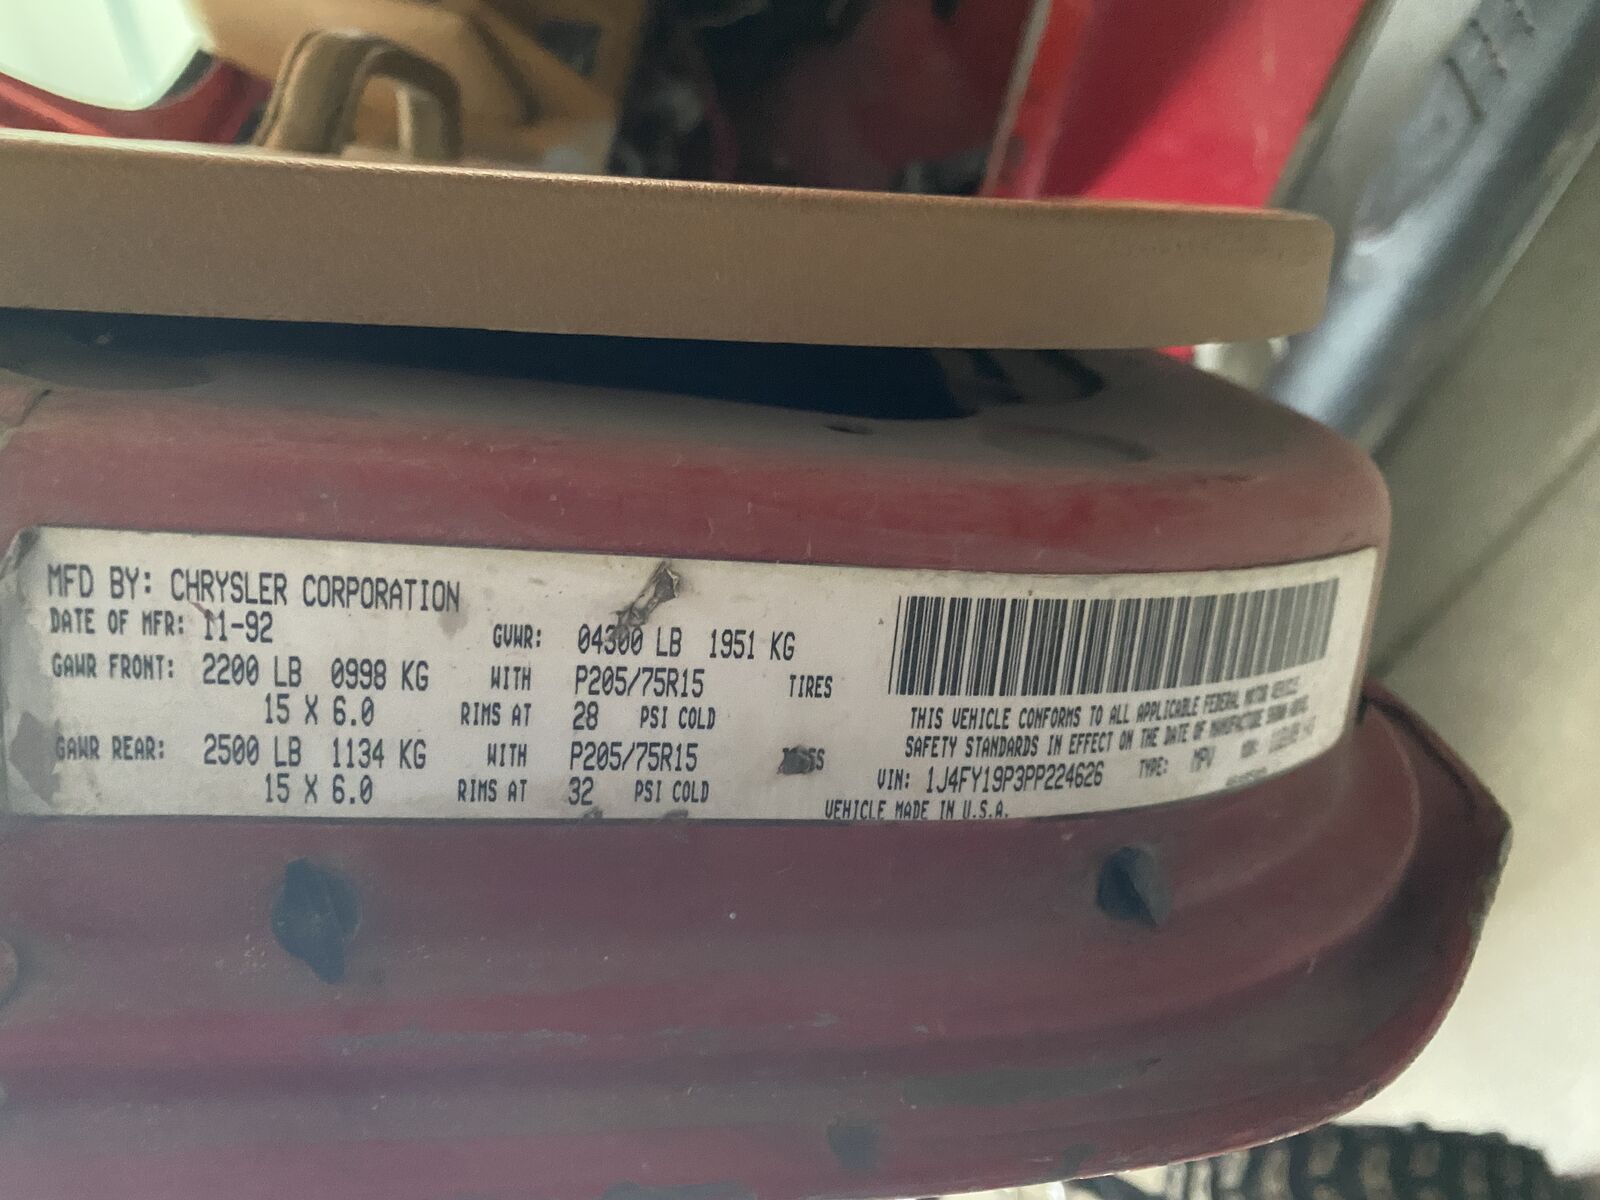 MFD BY: CHRYSLER CORPORATION
DATE OF MFR: 11-92 GVWR: 04300 LB 1951 KG
GAWR FRONT: 2200 LB 0998 KG WITH P205/75R15 TIRES
15 X 6.0 RIMS AT 28 PSI COLD
GAWR REAR: 2500 LB 1134 KG WITH P205/75R15
15 X 6.0 RIMS AT 32 PSI COLD
THIS VEHICLE CONFORMS TO ALL APPLICABLE FEDERAL MOTOR VEHICLE
SAFETY STANDARDS IN EFFECT ON THE DATE OF MANUFACTURE SHOWN ABOVE.
VIN: 1J4FY19P3PP224626 TYPE: MPV
VEHICLE MADE IN U.S.A.